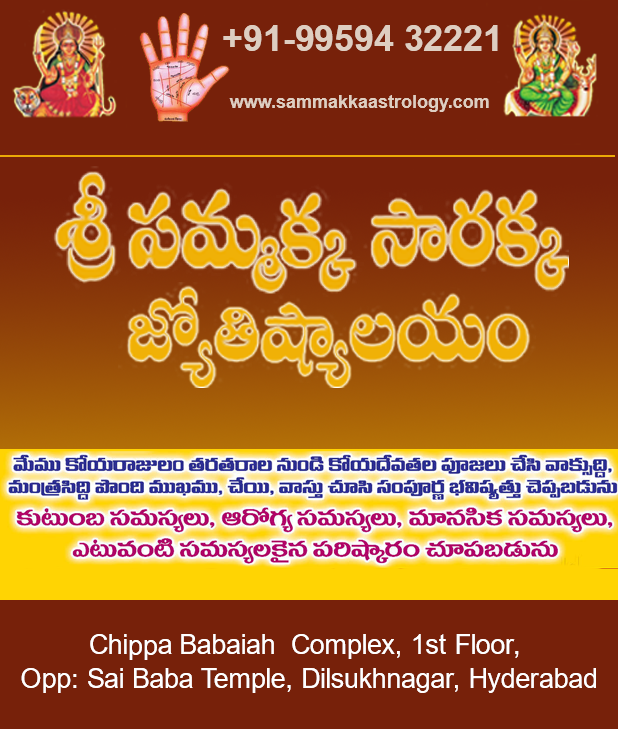 +91-99594 32221
www.sammakkaastrology.com
శ్రీ సమ్మక్క సారక్క
జ్యోతిష్యాలయం
మేము కోయరాజులం తరతరాల నుండి కోయదేవతల పూజలు చేసి వాక్సుద్ది,
మంత్రసిద్ది పొంది ముఖము, చేయి, వాస్తు చూసి సంపూర్ణ భవిష్యత్తు చెప్పబడును
కుటుంబ సమస్యలు, ఆరోగ్య సమస్యలు, మానసిక సమస్యలు,
ఎటువంటి సమస్యలకైన పరిష్కారం చూపబడును
Chippa Babaiah Complex, 1st Floor,
Opp: Sai Baba Temple, Dilsukhnagar, Hyderabad